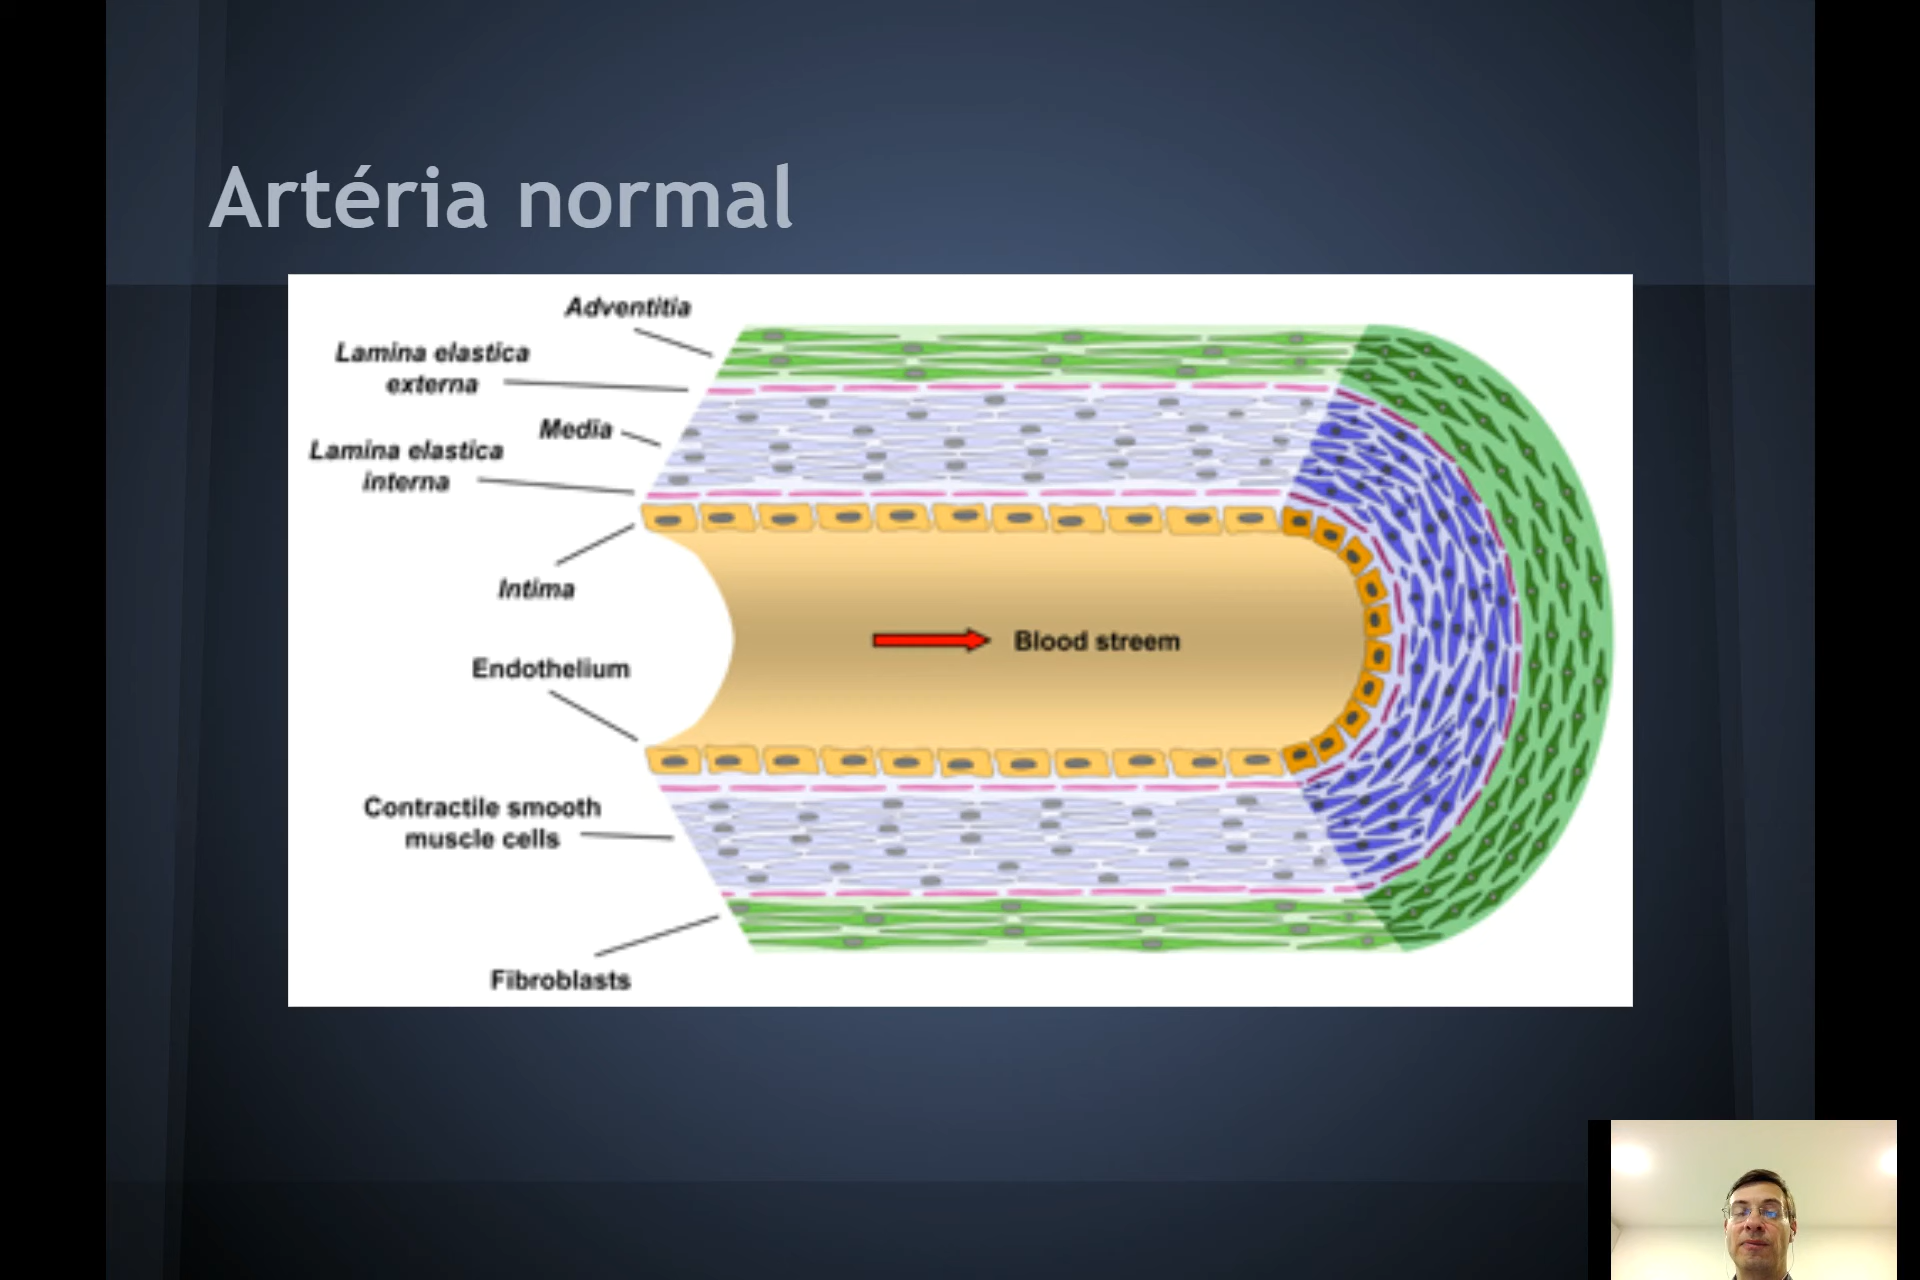 Artéria normal
Adventitia
Lamina elastica
externa
Media
Lamina elastica
interna
Intima
Blood streem
Endothelium
Contractile smooth
muscle cells
Fibroblasts